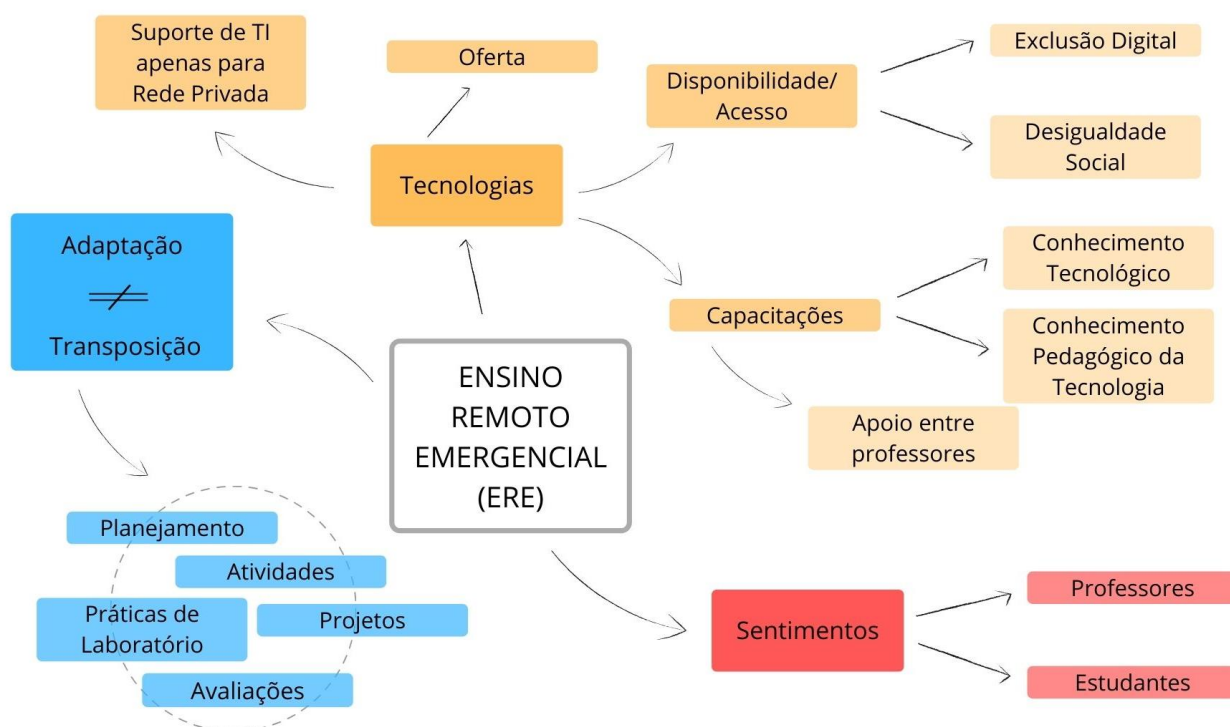 Suporte de TI
apenas para
Rede Privada
Oferta
Disponibilidade/
Acesso
Exclusão Digital
Desigualdade
Social
Tecnologias
Adaptação
≠
Transposição
Conhecimento
Tecnológico
Capacitações
Conhecimento
Pedagógico da
Tecnologia
Apoio entre
professores
ENSINO
REMOTO
EMERGENCIAL
(ERE)
Planejamento
Atividades
Práticas de
Laboratório
Projetos
Avaliações
Sentimentos
Professores
Estudantes